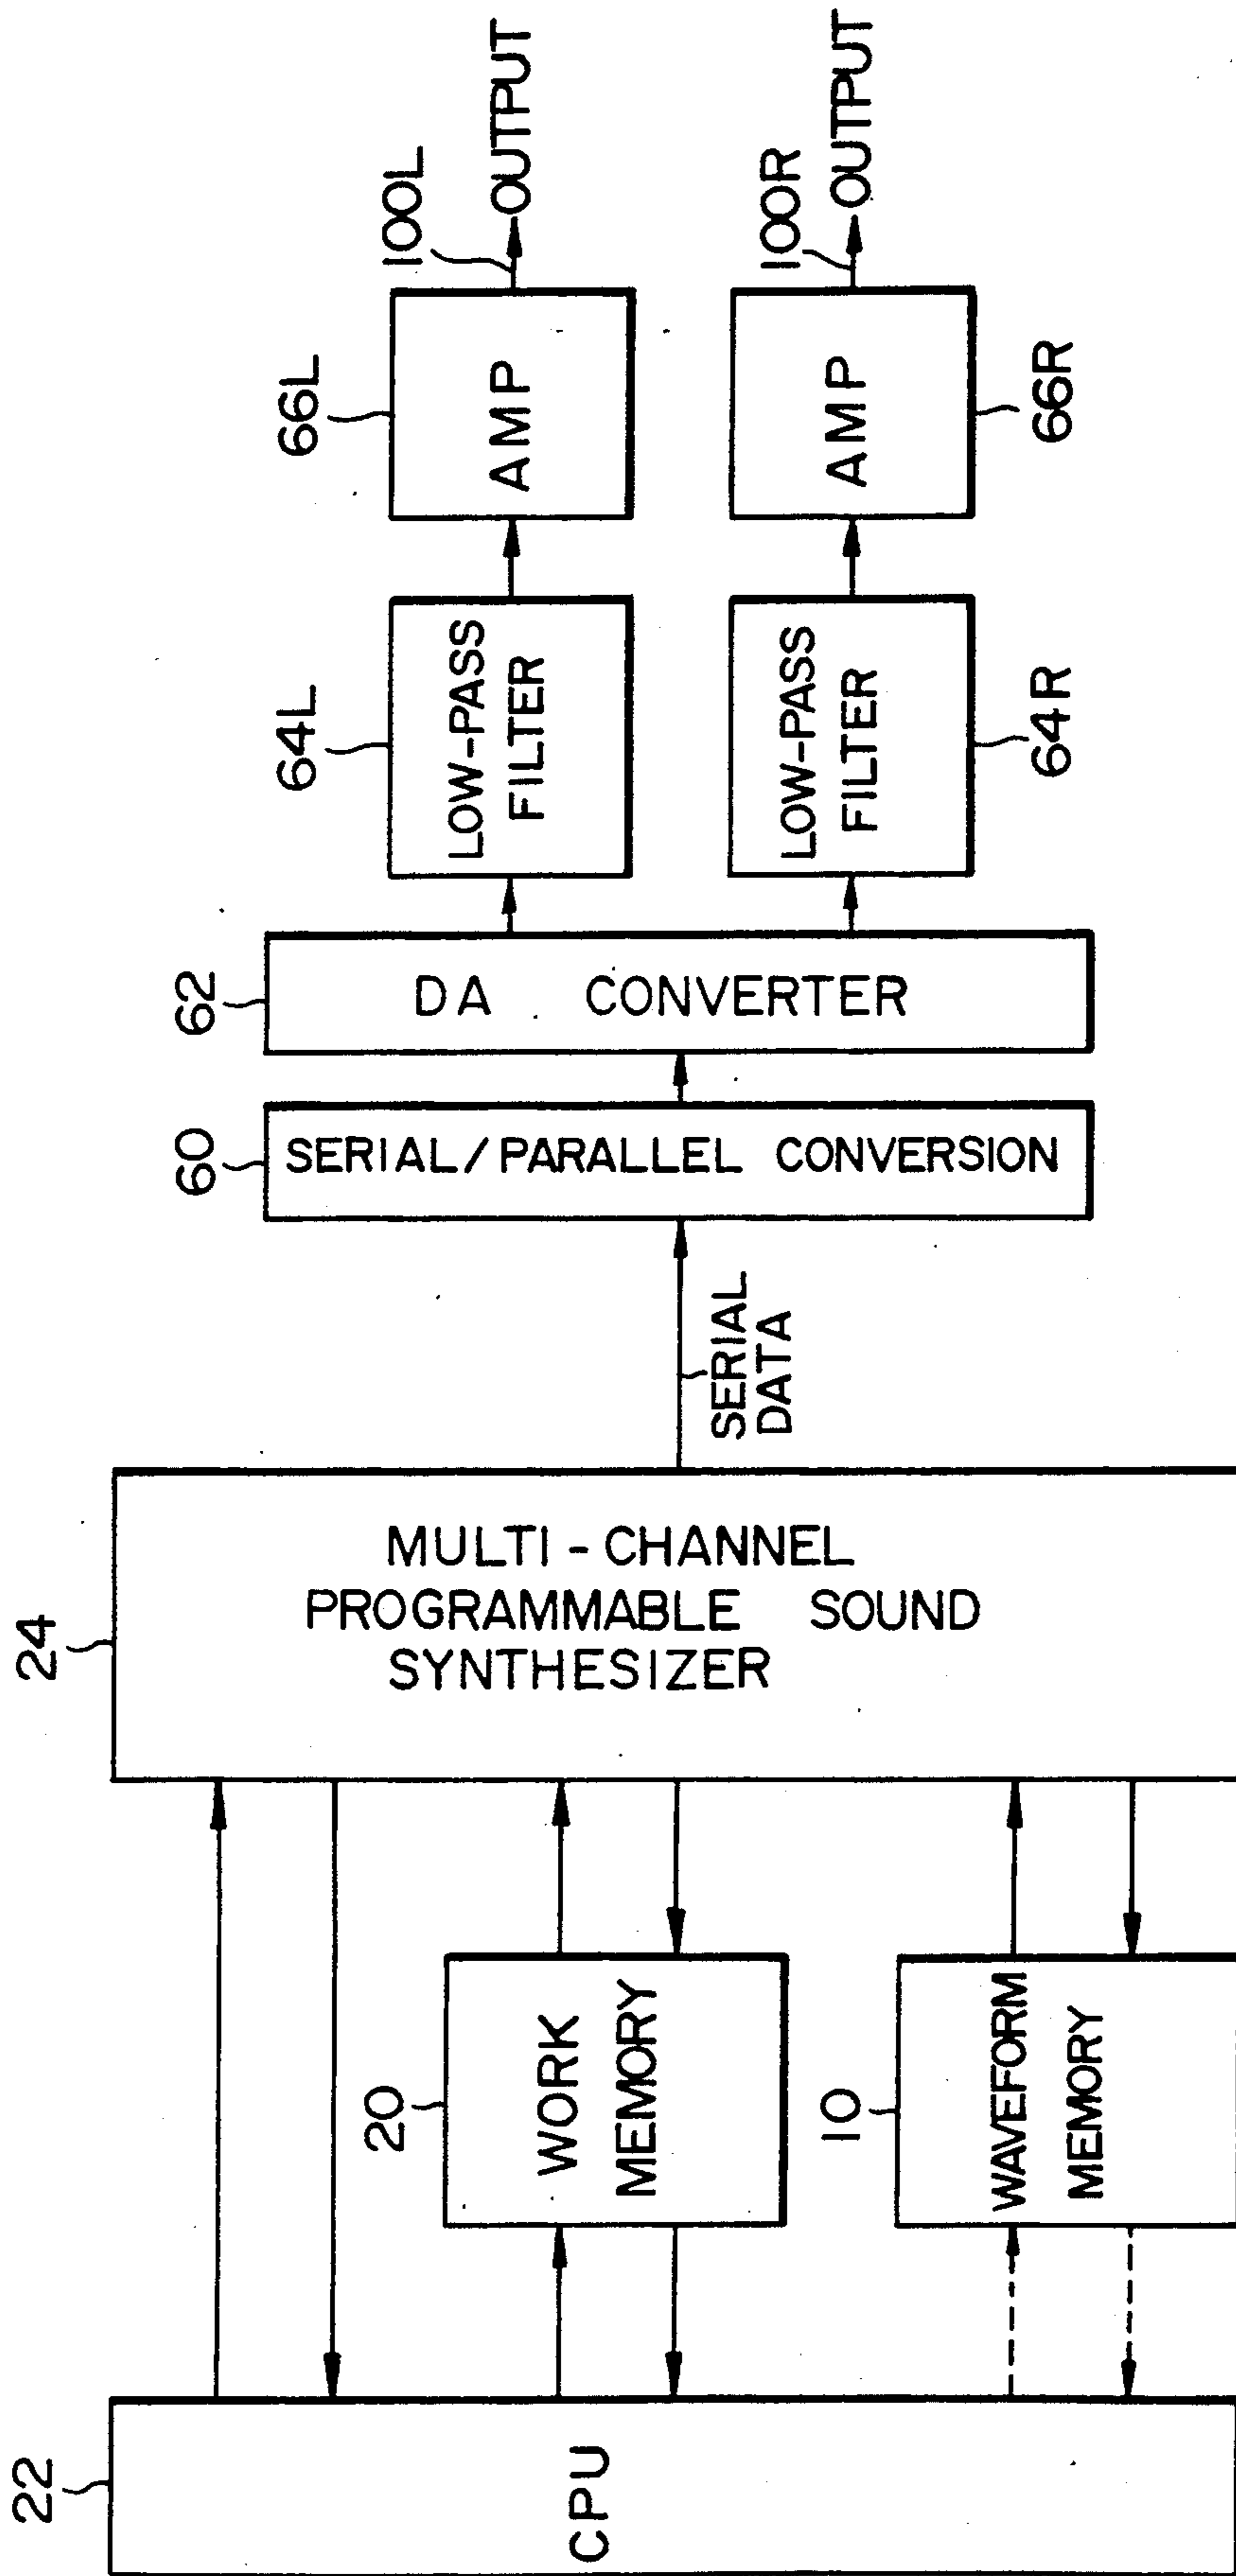 22
CPU
20
WORK
MEMORY
10
WAVEFORM
MEMORY
24
MULTI-CHANNEL
PROGRAMMABLE SOUND
SYNTHESIZER
SERIAL
DATA
60
SERIAL/PARALLEL CONVERSION
62
DA CONVERTER
64L
LOW-PASS
FILTER
66L
AMP
100L
OUTPUT
64R
LOW-PASS
FILTER
66R
AMP
100R
OUTPUT